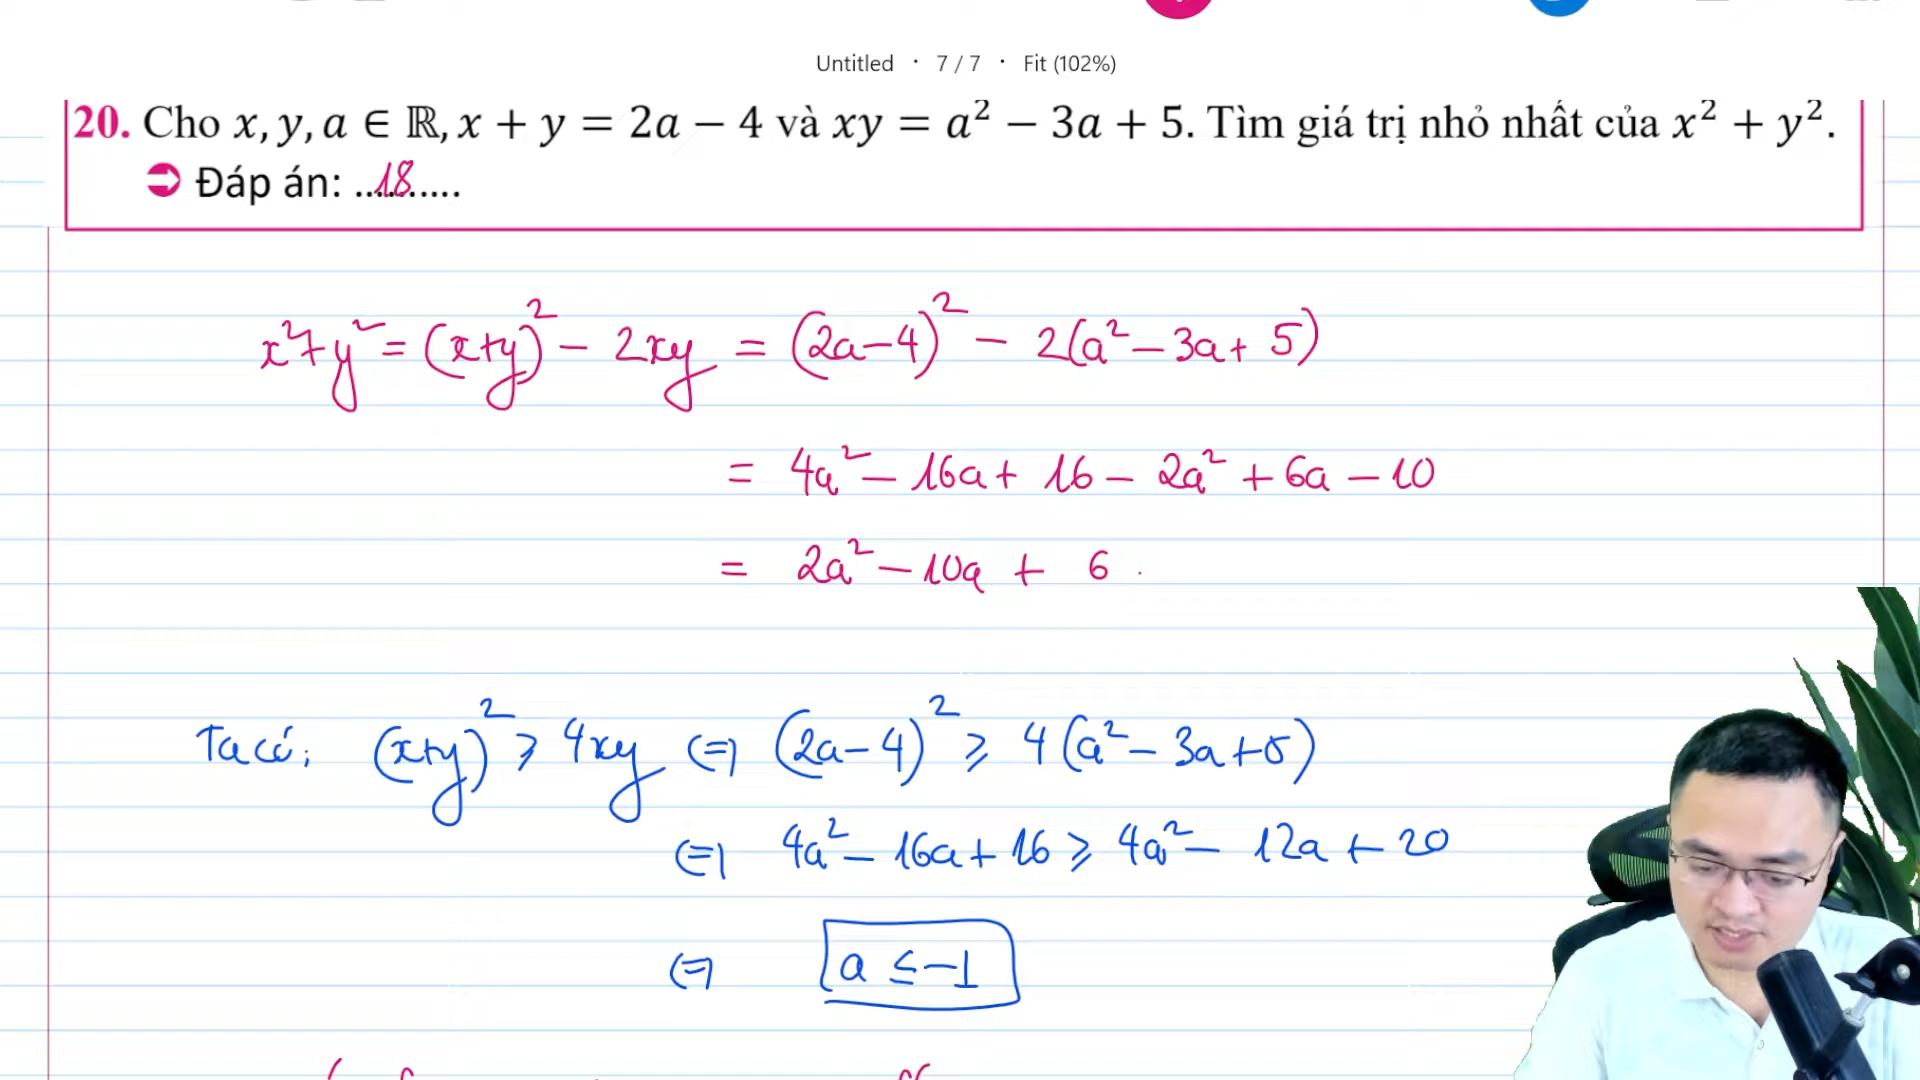 Untitled · 7 / 7 · Fit (102%)
20. Cho x, y, a ∈ ℝ, x + y = 2a − 4 và xy = a² − 3a + 5. Tìm giá trị nhỏ nhất của x² + y².
➲ Đáp án: ..18..........
x²+y² = (x+y)² − 2xy = (2a−4)² − 2(a²−3a+5)
= 4a² − 16a + 16 − 2a² + 6a − 10
= 2a² − 10a + 6.
Ta có: (x+y)² ⩾ 4xy ⇔ (2a−4)² ⩾ 4(a²−3a+5)
⇔ 4a² − 16a + 16 ⩾ 4a² − 12a + 20
⇔ a ≤ −1